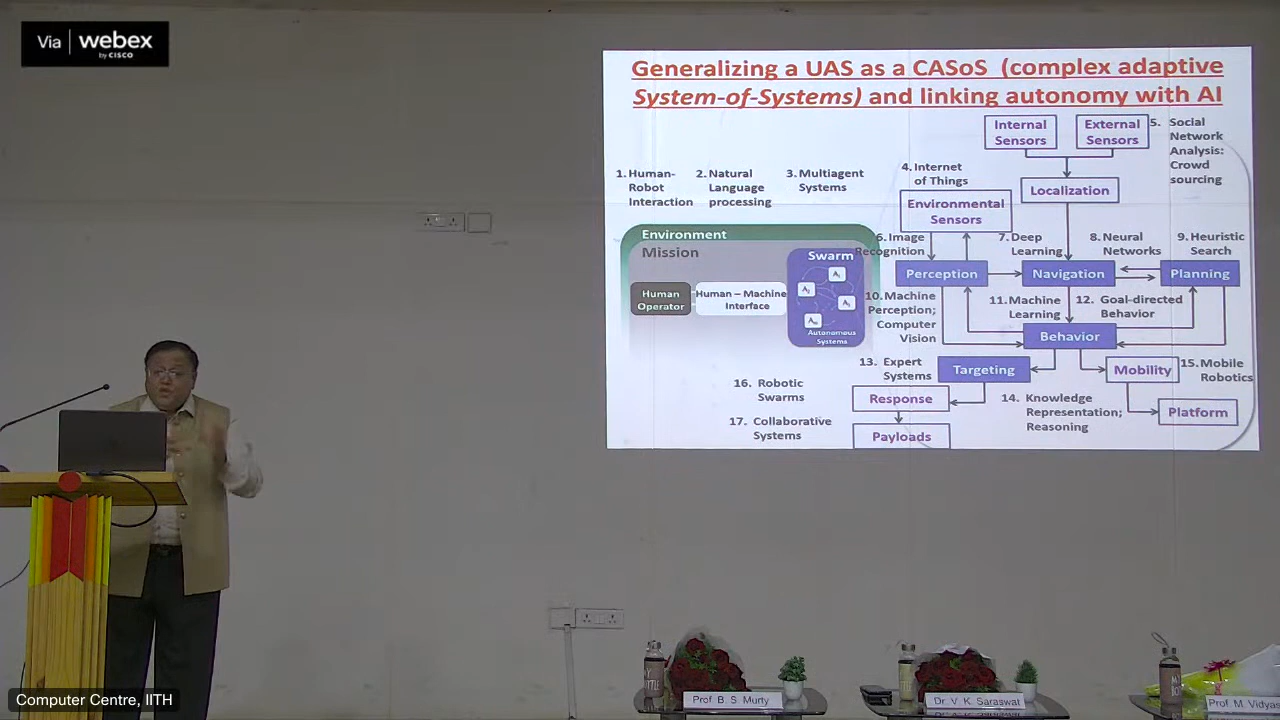 Via webex
by CISCO
Generalizing a UAS as a CASoS (complex adaptive
System-of-Systems) and linking autonomy with AI
Internal
Sensors
External
Sensors
5. Social
Network
Analysis:
Crowd
sourcing
1. Human-
Robot
Interaction
2. Natural
Language
processing
3. Multiagent
Systems
4. Internet
of Things
Localization
Environmental
Sensors
Environment
Mission
Swarm
Human
Operator
Human – Machine
Interface
Autonomous
Systems
6. Image
Recognition
7. Deep
Learning
8. Neural
Networks
9. Heuristic
Search
Perception
Navigation
Planning
10. Machine
Perception;
Computer
Vision
11. Machine
Learning
12. Goal-directed
Behavior
Behavior
13. Expert
Systems
Targeting
Mobility
15. Mobile
Robotics
16. Robotic
Swarms
Response
14. Knowledge
Representation;
Reasoning
Platform
17. Collaborative
Systems
Payloads
Computer Centre, IITH
Prof B. S. Murty
Dr. V. K. Saraswat
Prof M. Vidyas